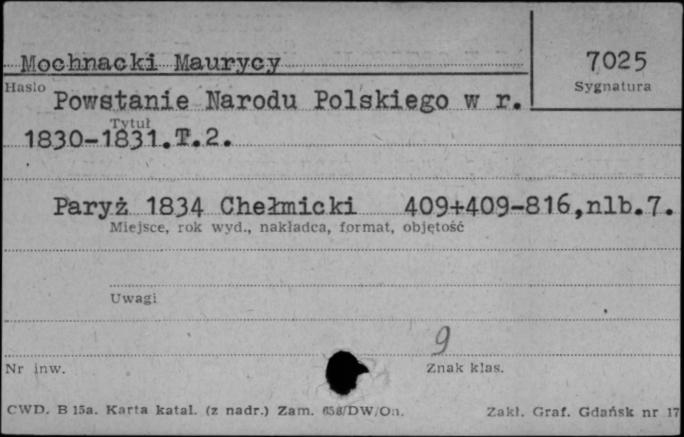 Mochnacki Maurycy
7025
Hasło
Sygnatura
Powstanie Narodu Polskiego w r.
Tytuł
1830-1831.T.2.
Paryż 1834 Chełmicki 409+409-816,nlb.7.
Miejsce, rok wyd., nakładca, format, objętość
Uwagi
9
Nr inw.
Znak klas.
CWD. B 15a. Karta katal. (z nadr.) Zam. 658/DW/On.
Zakł. Graf. Gdańsk nr 17